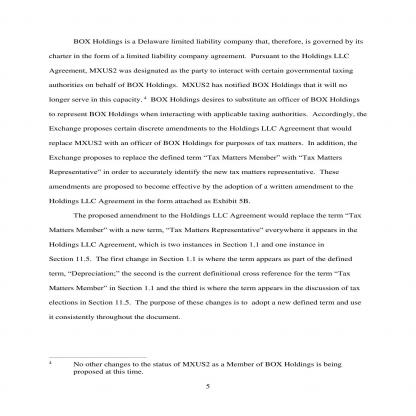 BOX Holdings is a Delaware limited liability company that, therefore, is governed by its
charter in the form of a limited liability company agreement.  Pursuant to the Holdings LLC
Agreement, MXUS2 was designated as the party to interact with certain governmental taxing
authorities on behalf of BOX Holdings.  MXUS2 has notified BOX Holdings that it will no
longer serve in this capacity. 4  BOX Holdings desires to substitute an officer of BOX Holdings
to represent BOX Holdings when interacting with applicable taxing authorities.  Accordingly, the
Exchange proposes certain discrete amendments to the Holdings LLC Agreement that would
replace MXUS2 with an officer of BOX Holdings for purposes of tax matters.  In addition, the
Exchange proposes to replace the defined term “Tax Matters Member” with “Tax Matters
Representative” in order to accurately identify the new tax matters representative.  These
amendments are proposed to become effective by the adoption of a written amendment to the
Holdings LLC Agreement in the form attached as Exhibit 5B.
The proposed amendment to the Holdings LLC Agreement would replace the term “Tax
Matters Member” with a new term, “Tax Matters Representative” everywhere it appears in the
Holdings LLC Agreement, which is two instances in Section 1.1 and one instance in
Section 11.5.  The first change in Section 1.1 is where the term appears as part of the defined
term, “Depreciation;” the second is the current definitional cross reference for the term “Tax
Matters Member” in Section 1.1 and the third is where the term appears in the discussion of tax
elections in Section 11.5.  The purpose of these changes is to  adopt a new defined term and use
it consistently throughout the document.
4 No other changes to the status of MXUS2 as a Member of BOX Holdings is being
proposed at this time.
5